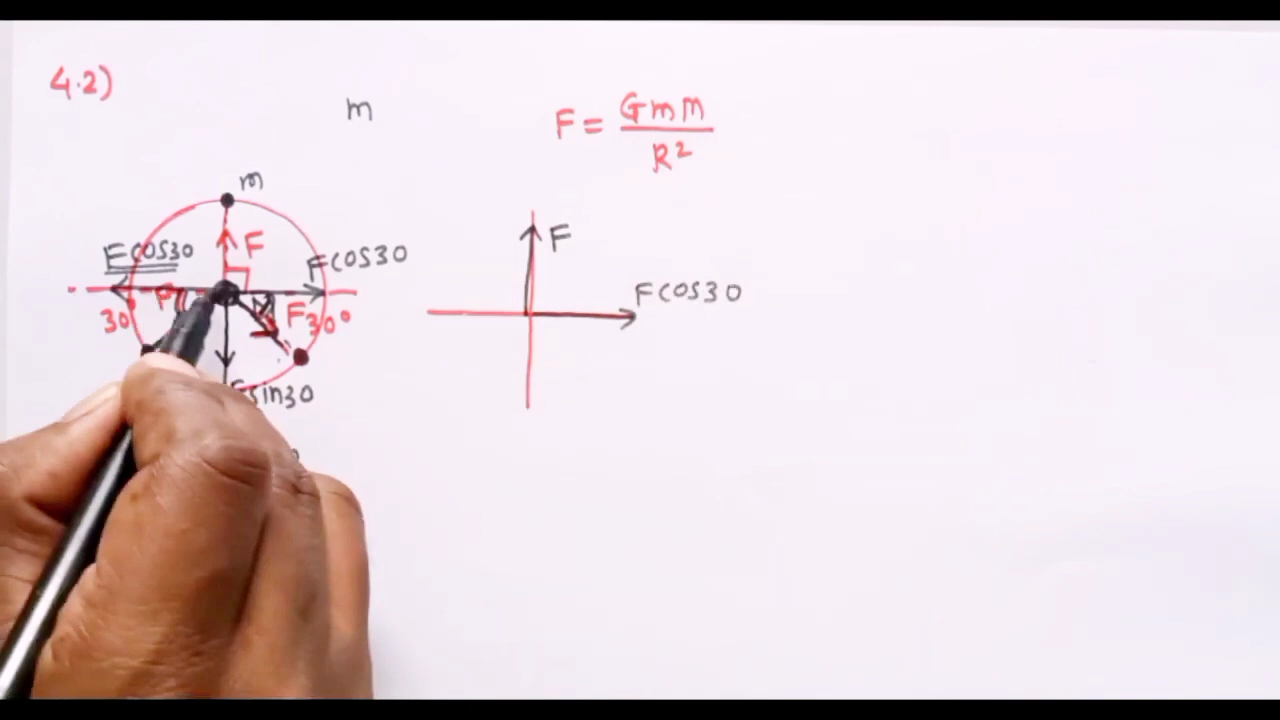 4.2)
m
F = GmM
R²
m
F
Fcos30
Fcos30
F
F
30°
30°
sin30
F
Fcos30